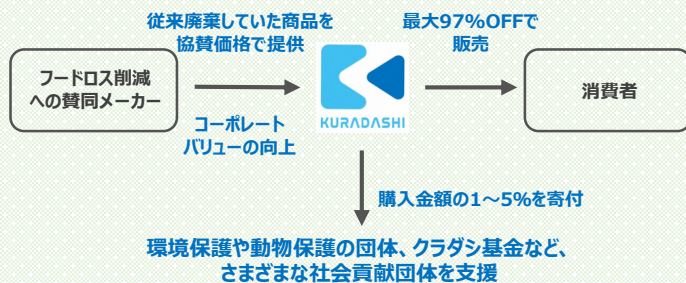 従来廃棄していた商品を
協賛価格で提供
最大97%OFFで
販売
フードロス削減
への賛同メーカー
KURADASHI
消費者
コーポレート
バリューの向上
購入金額の1～5%を寄付
環境保護や動物保護の団体、クラダシ基金など、
さまざまな社会貢献団体を支援